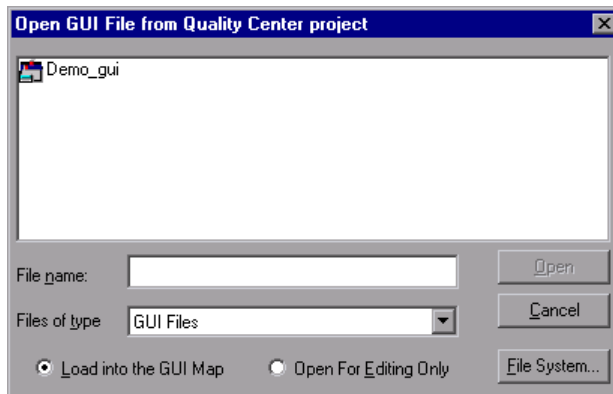 Open GUI File from Quality Center project
Demo_gui
File name:
Open
Files of type
GUI Files
Cancel
Load into the GUI Map
Open For Editing Only
File System...